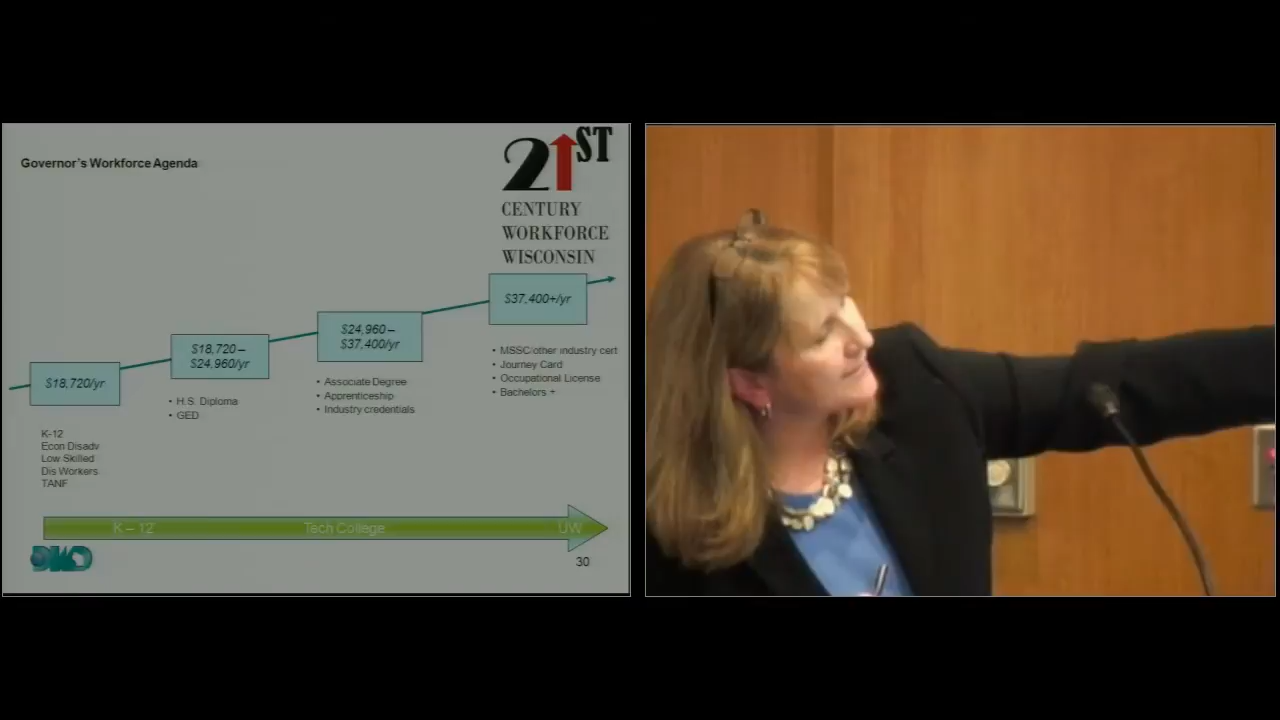 Governor's Workforce Agenda
21ST
CENTURY
WORKFORCE
WISCONSIN
$18,720/yr
K-12
Econ Disadv
Low Skilled
Dis Workers
TANF
$18,720 –
$24,960/yr
• H.S. Diploma
• GED
$24,960 –
$37,400/yr
• Associate Degree
• Apprenticeship
• Industry credentials
$37,400+/yr
• MSSC/other industry cert
• Journey Card
• Occupational License
• Bachelors +
K – 12
Tech College
UW
DWD
30